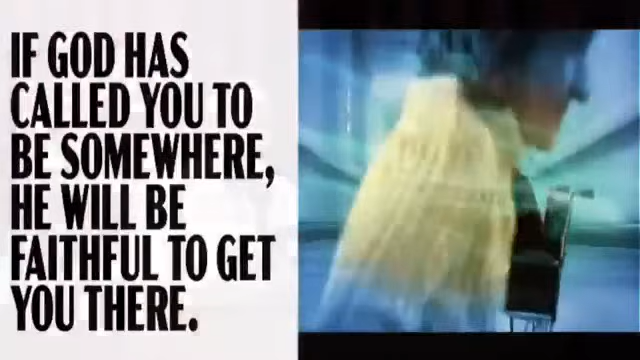 IF GOD HAS
CALLED YOU TO
BE SOMEWHERE,
HE WILL BE
FAITHFUL TO GET
YOU THERE.